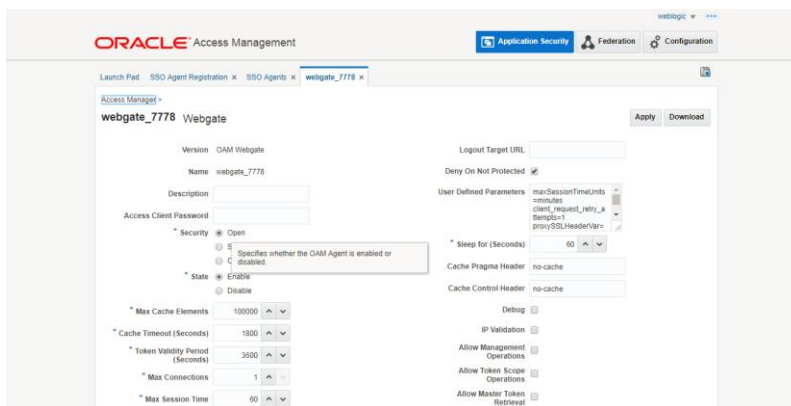 weblogic
ORACLE Access Management
Application Security
Federation
Configuration
Launch Pad
SSO Agent Registration ×
SSO Agents ×
webgate_7778 ×
Access Manager >
webgate_7778 Webgate
Apply
Download
Version OAM Webgate
Name webgate_7778
Description
Access Client Password
* Security Open
S
C
Specifies whether the OAM Agent is enabled or
disabled.
* State Enable
Disable
* Max Cache Elements 100000
* Cache Timeout (Seconds) 1800
* Token Validity Period
(Seconds) 3600
* Max Connections 1
* Max Session Time 60
Logout Target URL
Deny On Not Protected
User Defined Parameters maxSessionTimeUnits
=minutes
client_request_retry_a
ttempts=1
proxySSLHeaderVar=
* Sleep for (Seconds) 60
Cache Pragma Header no-cache
Cache Control Header no-cache
Debug
IP Validation
Allow Management
Operations
Allow Token Scope
Operations
Allow Master Token
Retrieval